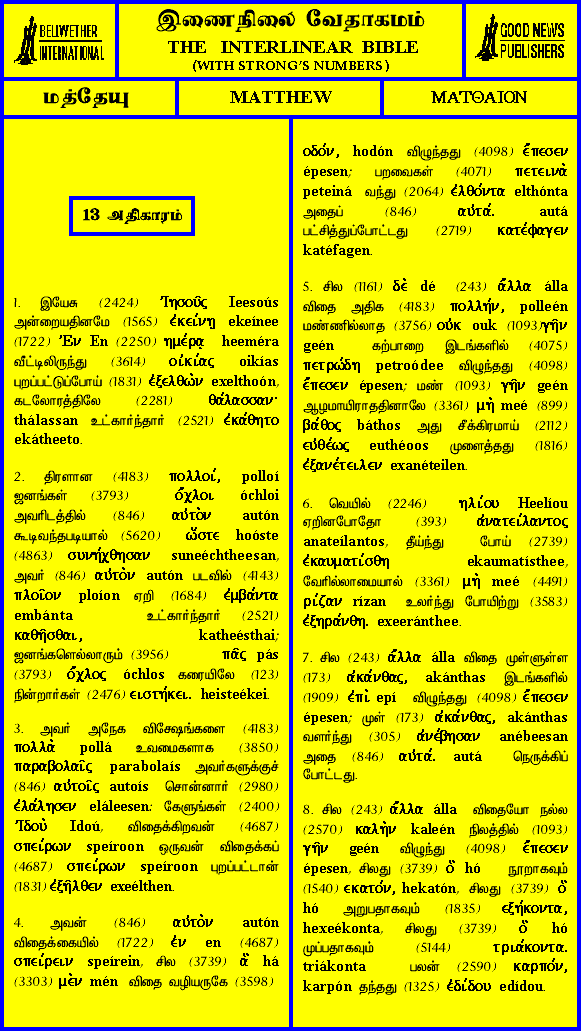 BELLWETHER
INTERNATIONAL
இணைநிலை வேதாகமம்
THE INTERLINEAR BIBLE
(WITH STRONG'S NUMBERS)
GOOD NEWS
PUBLISHERS
மத்தேயு
MATTHEW
ΜΑΤΘΑΙΟΝ
13 அதிகாரம்
1. இயேசு (2424) Ἰησοῦς Ieesoús
அன்றையதினமே (1565) ἐκείνῃ ekeínee
(1722) Ἐν En (2250) ημέρᾳ heeméra
வீட்டிலிருந்து (3614) οἰκίας oikías
புறப்பட்டுப்போய் (1831) ἐξελθὼν exelthoón,
கடலோரத்திலே (2281) θάλασσαν·
thálassan உட்கார்ந்தார் (2521) ἐκάθητο
ekátheeto.
2. திரளான (4183) πολλοί, polloí
ஜனங்கள் (3793) ὄχλοι óchloi
அவரிடத்தில் (846) αὐτὸν autón
கூடிவந்தபடியால் (5620) ὥστε hoóste
(4863) συνήχθησαν suneéchtheesan,
அவர் (846) αὐτὸν autón படவில் (4143)
πλοῖον ploíon ஏறி (1684) ἐμβάντα
embánta உட்கார்ந்தார் (2521)
καθῆσθαι, katheésthai;
ஜனங்களெல்லாரும் (3956) πᾶς pás
(3793) ὄχλος óchlos கரையிலே (123)
நின்றார்கள் (2476) ειστήκει. heisteékei.
3. அவர் அநேக விசேஷங்களை (4183)
πολλὰ pollá உவமைகளாக (3850)
παραβολαῖς parabolaís அவர்களுக்குச்
(846) αὐτοῖς autoís சொன்னார் (2980)
ἐλάλησεν eláleesen: கேளுங்கள் (2400)
Ἰδοὺ Idoú, விதைக்கிறவன் (4687)
σπείρων speíroon ஒருவன் விதைக்கப்
(4687) σπείρων speíroon புறப்பட்டான்
(1831) ἐξῆλθεν exeélthen.
4. அவன் (846) αὐτὸν autón
விதைக்கையில் (1722) ἐν en (4687)
σπείρειν speírein, சில (3739) ἃ há
(3303) μὲν mén விதை வழியருகே (3598)
οδόν, hodón விழுந்தது (4098) ἔπεσεν
épesen; பறவைகள் (4071) πετεινὰ
peteiná வந்து (2064) ἐλθόντα elthónta
அதைப் (846) αὐτά. autá
பட்சித்துப்போட்டது (2719) κατέφαγεν
katéfagen.
5. சில (1161) δὲ dé (243) ἄλλα álla
விதை அதிக (4183) πολλήν, polleén
மண்ணில்லாத (3756) οὐκ ouk (1093)γῆν
geén கற்பாறை இடங்களில் (4075)
πετρώδη petroódee விழுந்தது (4098)
ἔπεσεν épesen; மண் (1093) γῆν geén
ஆழமாயிராததினாலே (3361) μὴ meé (899)
βάθος báthos அது சீக்கிரமாய் (2112)
εὐθέως euthéoos முளைத்தது (1816)
ἐξανέτειλεν exanéteilen.
6. வெயில் (2246) ηλίου Heelíou
ஏறினபோதோ (393) ἀνατείλαντος
anateílantos, தீய்ந்து போய் (2739)
ἐκαυματίσθη ekaumatísthee,
வேரில்லாமையால் (3361) μὴ meé (4491)
ρίζαν rízan உலர்ந்து போயிற்று (3583)
ἐξηράνθη. exeeránthee.
7. சில (243) ἄλλα álla விதை முள்ளுள்ள
(173) ἀκάνθας, akánthas இடங்களில்
(1909) ἐπὶ epí விழுந்தது (4098) ἔπεσεν
épesen; முள் (173) ἀκάνθας, akánthas
வளர்ந்து (305) ἀνέβησαν anébeesan
அதை (846) αὐτά. autá நெருக்கிப்
போட்டது.
8. சில (243) ἄλλα álla விதையோ நல்ல
(2570) καλὴν kaleén நிலத்தில் (1093)
γῆν geén விழுந்து (4098) ἔπεσεν
épesen, சிலது (3739) ὃ hó நூறாகவும்
(1540) εκατόν, hekatón, சிலது (3739) ὃ
hó அறுபதாகவும் (1835) εξήκοντα,
hexeékonta, சிலது (3739) ὃ hó
முப்பதாகவும் (5144) τριάκοντα.
triákonta பலன் (2590) καρπόν,
karpón தந்தது (1325) ἐδίδου edídou.